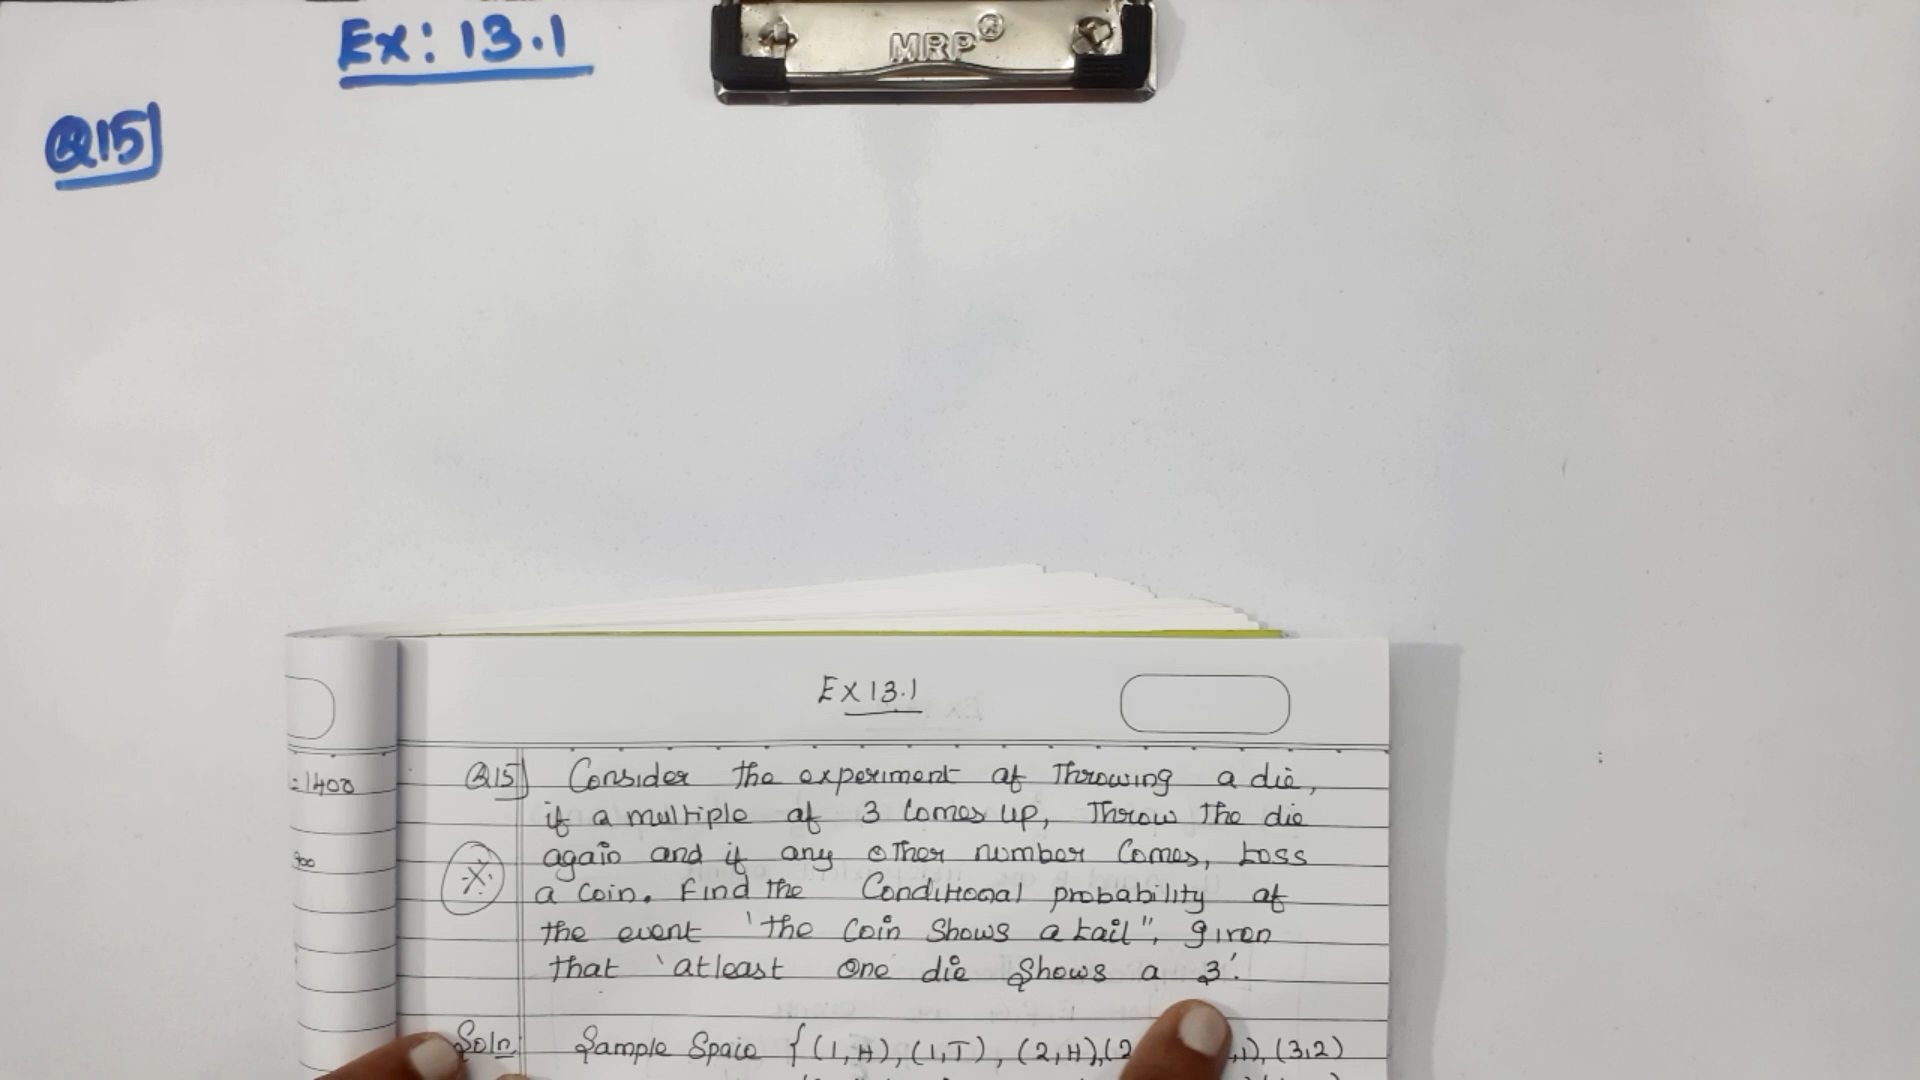 Ex: 13.1
MRP®
Q15]
Ex 13.1
Q15] Consider the experiment of Throwing a die,
if a multiple of 3 Comes up, Throw the die
again and if any other number Comes, toss
a coin. Find the Conditional probability of
the event 'the Coin Shows a tail", given
that 'atleast One die Shows a 3'.
Soln. Sample Space { (1,H), (1,T), (2,H), (2 ,1), (3,2)
=1400